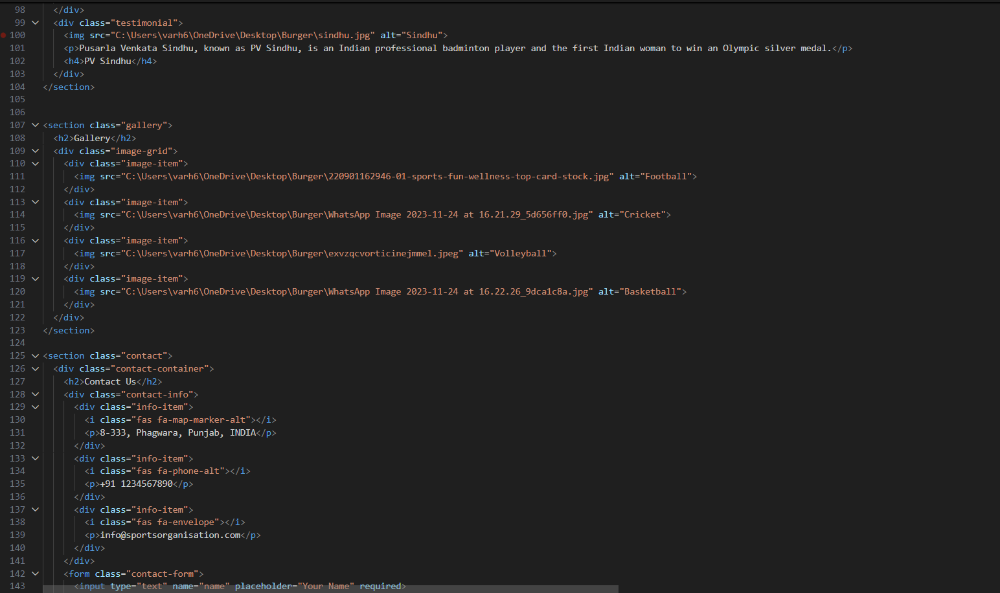 98 </div>
99 <div class="testimonial">
100 <img src="C:\Users\varh6\OneDrive\Desktop\Burger\sindhu.jpg" alt="Sindhu">
101 <p>Pusarla Venkata Sindhu, known as PV Sindhu, is an Indian professional badminton player and the first Indian woman to win an Olympic silver medal.</p>
102 <h4>PV Sindhu</h4>
103 </div>
104 </section>
105
106
107 <section class="gallery">
108 <h2>Gallery</h2>
109 <div class="image-grid">
110 <div class="image-item">
111 <img src="C:\Users\varh6\OneDrive\Desktop\Burger\220901162946-01-sports-fun-wellness-top-card-stock.jpg" alt="Football">
112 </div>
113 <div class="image-item">
114 <img src="C:\Users\varh6\OneDrive\Desktop\Burger\WhatsApp Image 2023-11-24 at 16.21.29_5d656ff0.jpg" alt="Cricket">
115 </div>
116 <div class="image-item">
117 <img src="C:\Users\varh6\OneDrive\Desktop\Burger\exvzqcvorticinejmmel.jpeg" alt="Volleyball">
118 </div>
119 <div class="image-item">
120 <img src="C:\Users\varh6\OneDrive\Desktop\Burger\WhatsApp Image 2023-11-24 at 16.22.26_9dca1c8a.jpg" alt="Basketball">
121 </div>
122 </div>
123 </section>
124
125 <section class="contact">
126 <div class="contact-container">
127 <h2>Contact Us</h2>
128 <div class="contact-info">
129 <div class="info-item">
130 <i class="fas fa-map-marker-alt"></i>
131 <p>8-333, Phagwara, Punjab, INDIA</p>
132 </div>
133 <div class="info-item">
134 <i class="fas fa-phone-alt"></i>
135 <p>+91 1234567890</p>
136 </div>
137 <div class="info-item">
138 <i class="fas fa-envelope"></i>
139 <p>info@sportsorganisation.com</p>
140 </div>
141 </div>
142 <form class="contact-form">
143 <input type="text" name="name" placeholder="Your Name" required>